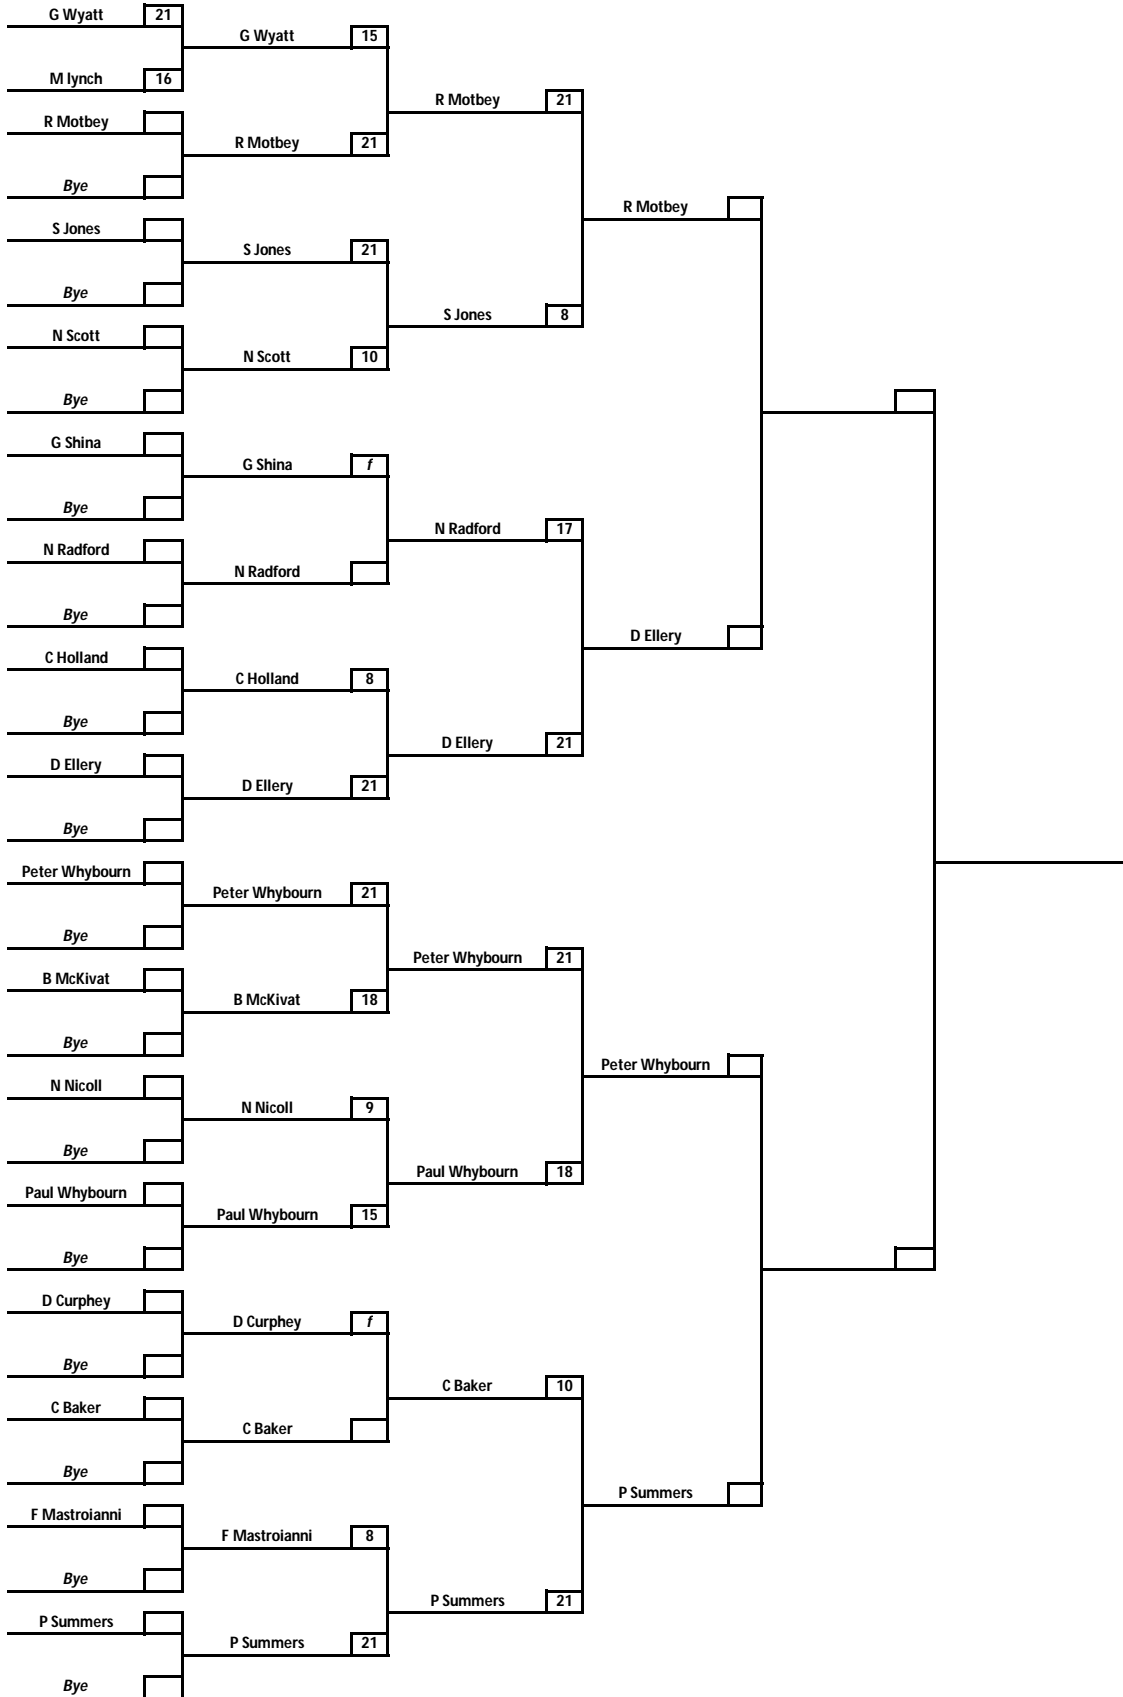 G Wyatt 21
G Wyatt 15
M lynch 16
R Motbey 21
R Motbey
R Motbey 21
Bye
R Motbey
S Jones
S Jones 21
Bye
S Jones 8
N Scott
N Scott 10
Bye
G Shina
G Shina f
Bye
N Radford 17
N Radford
N Radford
Bye
D Ellery
C Holland
C Holland 8
Bye
D Ellery 21
D Ellery
D Ellery 21
Bye
Peter Whybourn
Peter Whybourn 21
Bye
Peter Whybourn 21
B McKivat
B McKivat 18
Bye
Peter Whybourn
N Nicoll
N Nicoll 9
Bye
Paul Whybourn 18
Paul Whybourn
Paul Whybourn 15
Bye
D Curphey
D Curphey f
Bye
C Baker 10
C Baker
C Baker
Bye
P Summers
F Mastroianni
F Mastroianni 8
Bye
P Summers 21
P Summers
P Summers 21
Bye